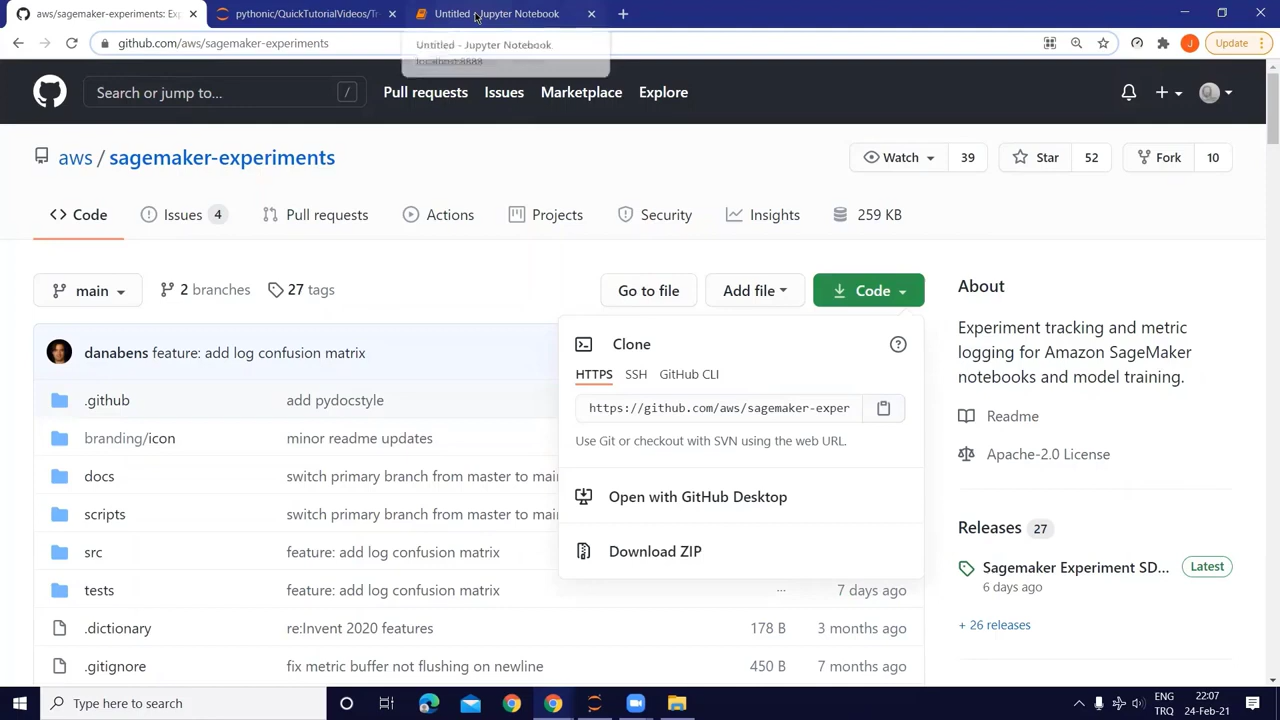 aws/sagemaker-experiments: Exp
pythonic/QuickTutorialVideos/Tr
Untitled - Jupyter Notebook
github.com/aws/sagemaker-experiments
Update
Untitled - Jupyter Notebook
localhost:8888
Search or jump to...
/
Pull requests
Issues
Marketplace
Explore
aws / sagemaker-experiments
Watch
39
Star
52
Fork
10
Code
Issues 4
Pull requests
Actions
Projects
Security
Insights
259 KB
main
2 branches
27 tags
Go to file
Add file
Code
About
Experiment tracking and metric
logging for Amazon SageMaker
notebooks and model training.
Readme
Apache-2.0 License
Releases 27
Sagemaker Experiment SD...
Latest
6 days ago
+ 26 releases
Clone
HTTPS
SSH
GitHub CLI
https://github.com/aws/sagemaker-exper
Use Git or checkout with SVN using the web URL.
Open with GitHub Desktop
Download ZIP
danabens feature: add log confusion matrix
.github
add pydocstyle
branding/icon
minor readme updates
docs
switch primary branch from master to mai
scripts
switch primary branch from master to mai
src
feature: add log confusion matrix
tests
feature: add log confusion matrix
...
7 days ago
.dictionary
re:Invent 2020 features
178 B
3 months ago
.gitignore
fix metric buffer not flushing on newline
450 B
7 months ago
Type here to search
ENG
TRQ
22:07
24-Feb-21